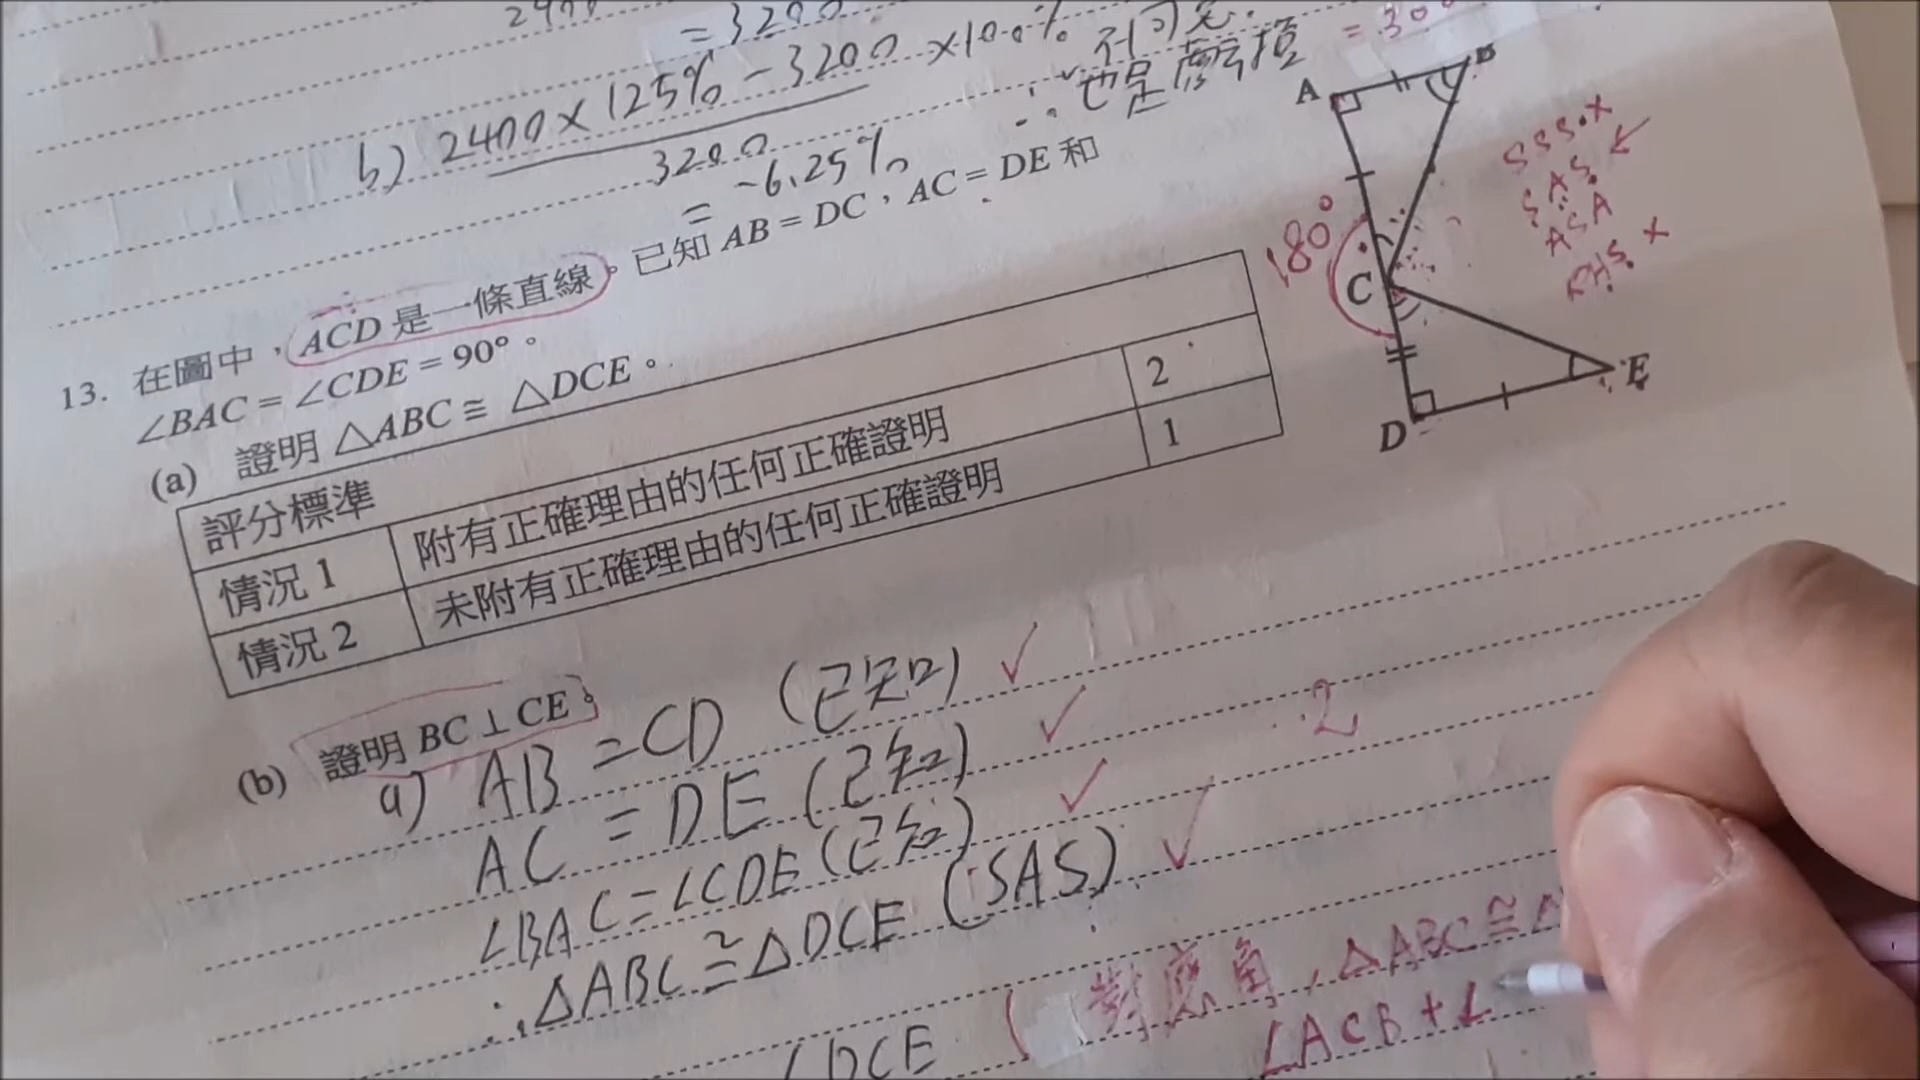 = 3200
b) 2400 × 125% - 3200 × 100%
3200
= -6.25%
∴ 也是虧損
= 300
13. 在圖中，ACD 是一條直線。已知 AB = DC，AC = DE 和
∠BAC = ∠CDE = 90°。
(a) 證明 △ABC ≅ △DCE。
評分標準
情況 1 附有正確理由的任何正確證明 2
情況 2 未附有正確理由的任何正確證明 1
(b) 證明 BC ⊥ CE。
A
C
D
E
180°
SSS ×
SAS
ASA
RHS ×
a) AB = CD (已知) ✓
AC = DE (已知) ✓
2
∠BAC = ∠CDE (已知) ✓
∴ △ABC ≅ △DCE (SAS) ✓
∠DCE (對應角，△ABC ≅ △
∠ACB + ∠